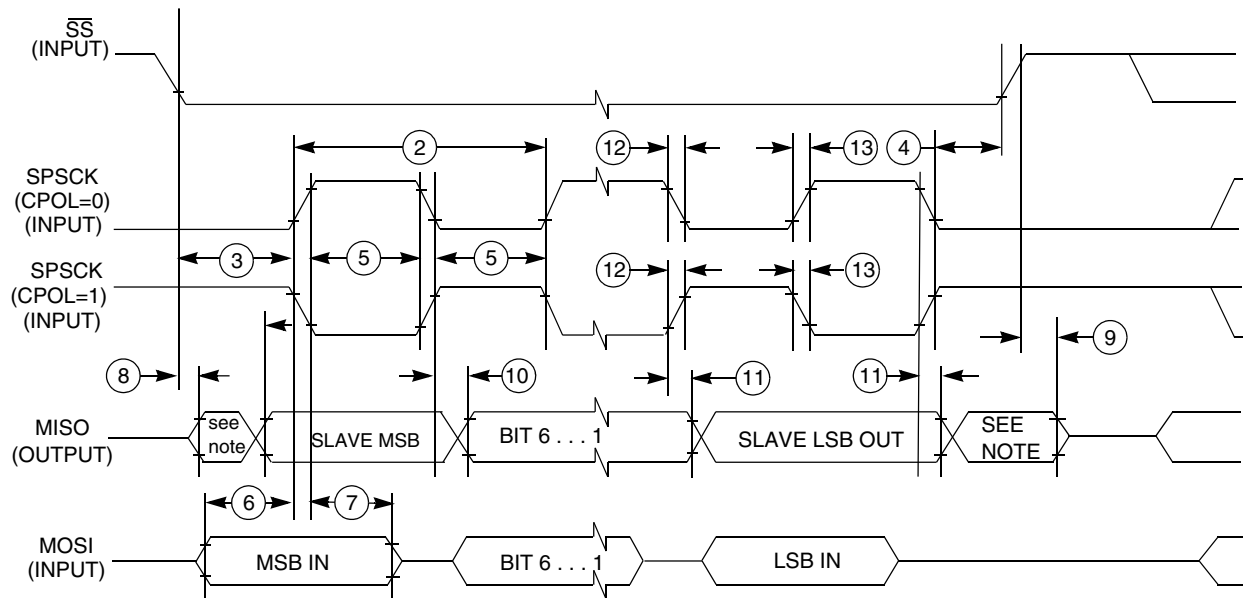 SS
(INPUT)
2
12
13
4
SPSCK
(CPOL=0)
(INPUT)
3
5
5
12
13
SPSCK
(CPOL=1)
(INPUT)
8
10
11
11
9
MISO
(OUTPUT)
see
note
SLAVE MSB
BIT 6 . . . 1
SLAVE LSB OUT
SEE
NOTE
6
7
MOSI
(INPUT)
MSB IN
BIT 6 . . . 1
LSB IN